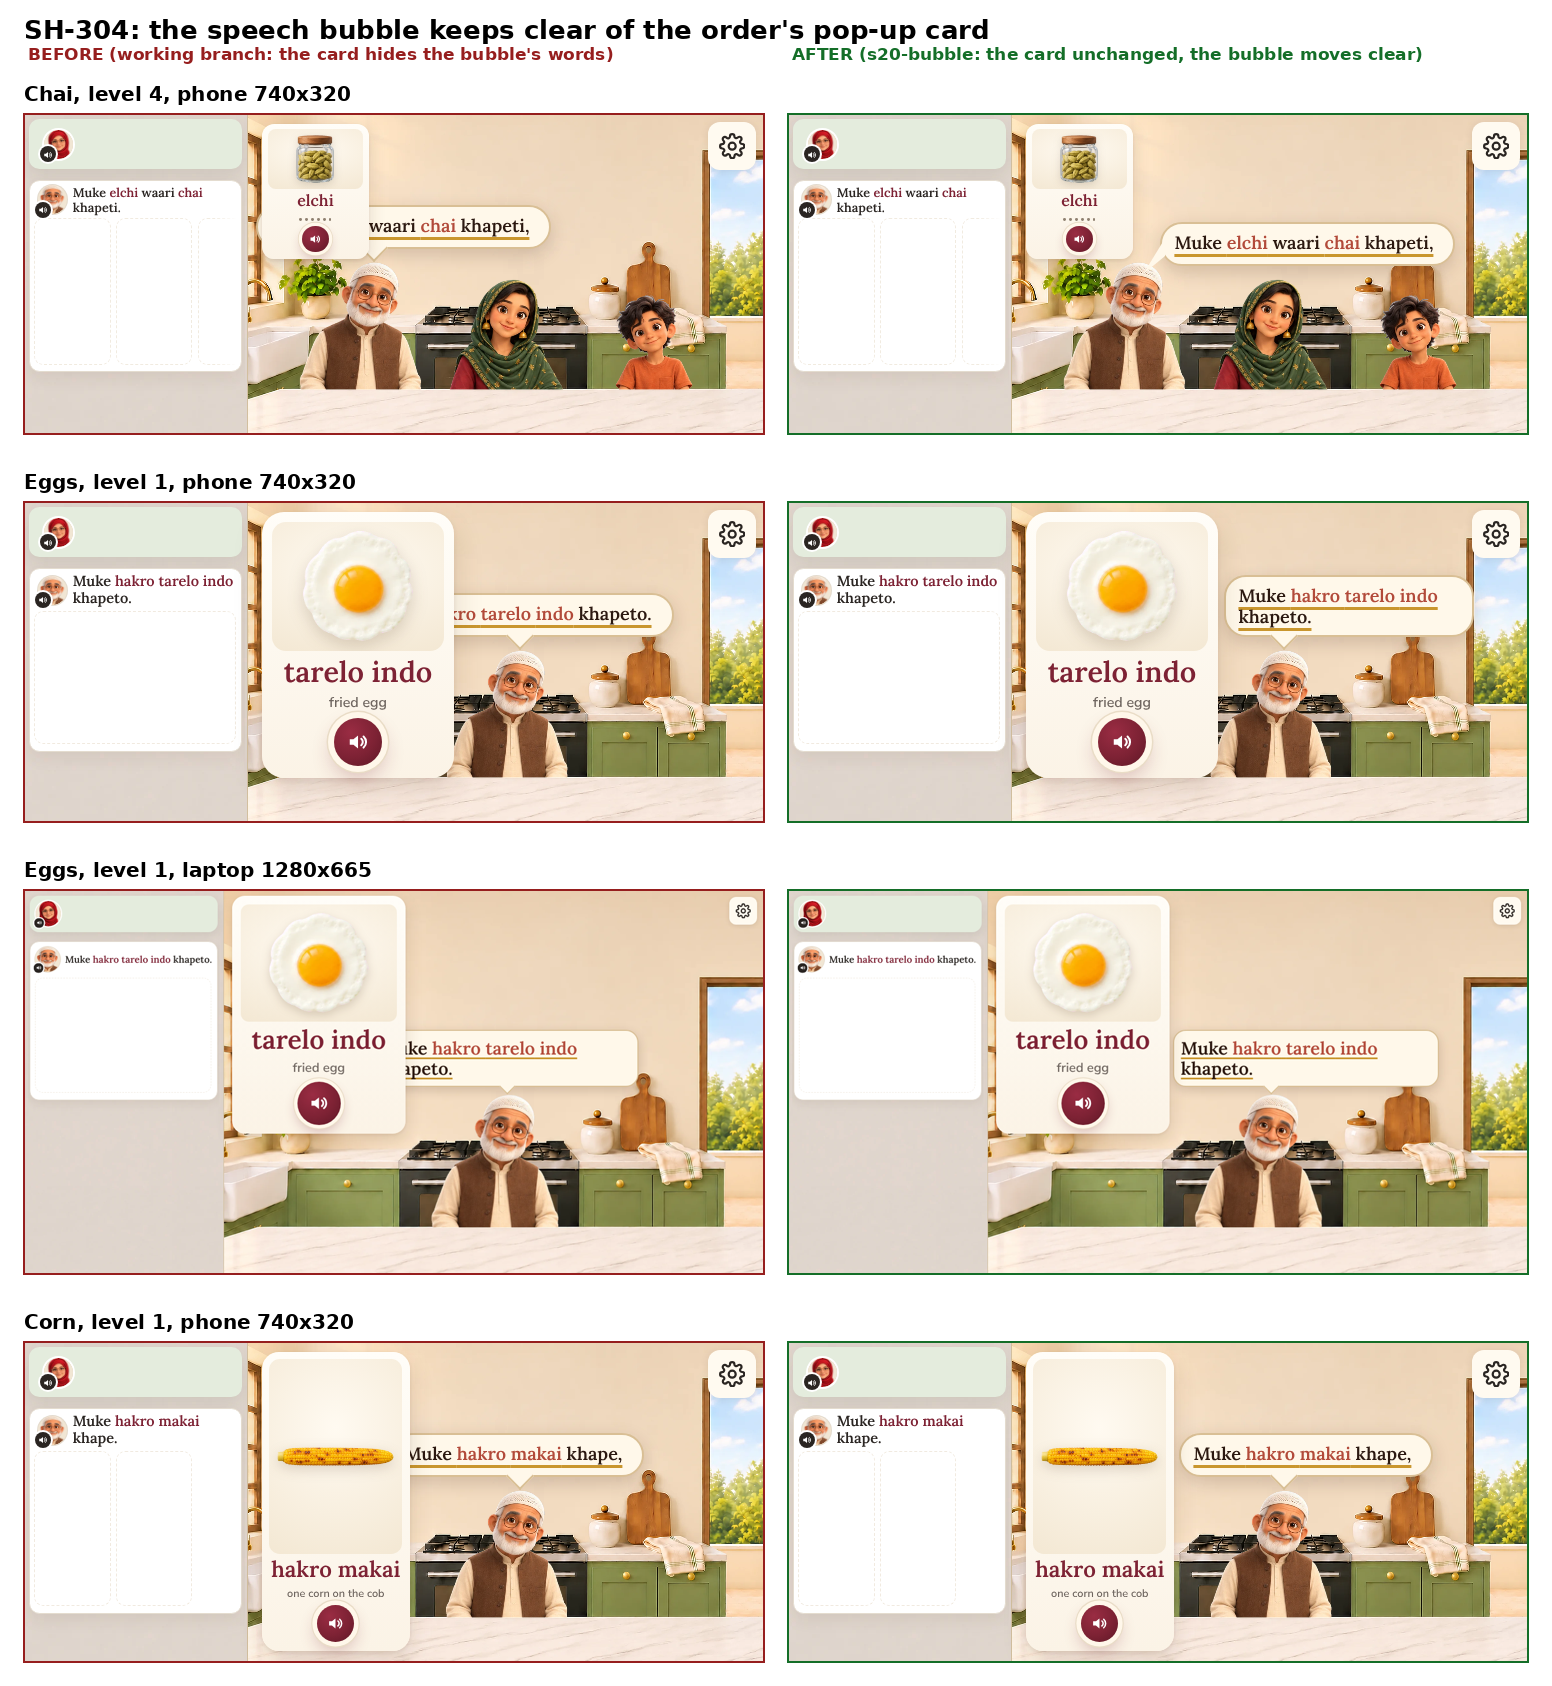 SH-304: the speech bubble keeps clear of the order's pop-up card
BEFORE (working branch: the card hides the bubble's words)
AFTER (s20-bubble: the card unchanged, the bubble moves clear)
Chai, level 4, phone 740x320
Muke elchi waari chai
khapeti.
elchi
waari chai khapeti,
Muke elchi waari chai
khapeti.
elchi
Muke elchi waari chai khapeti,
Eggs, level 1, phone 740x320
Muke hakro tarelo indo
khapeto.
tarelo indo
fried egg
kro tarelo indo khapeto.
Muke hakro tarelo indo
khapeto.
tarelo indo
fried egg
Muke hakro tarelo indo
khapeto.
Eggs, level 1, laptop 1280x665
Muke hakro tarelo indo khapeto.
tarelo indo
fried egg
ke hakro tarelo indo
apeto.
Muke hakro tarelo indo khapeto.
tarelo indo
fried egg
Muke hakro tarelo indo
khapeto.
Corn, level 1, phone 740x320
Muke hakro makai
khape.
hakro makai
one corn on the cob
Muke hakro makai khape,
Muke hakro makai
khape.
hakro makai
one corn on the cob
Muke hakro makai khape,